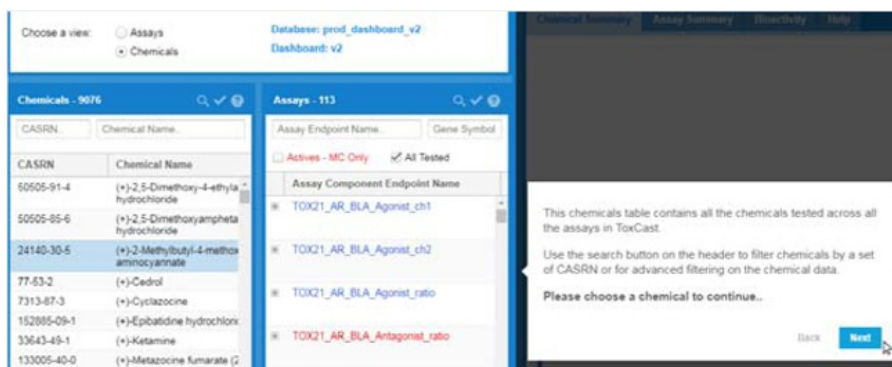 Chemical Summary Assay Summary Bioactivity Help
Choose a view:
Assays
Chemicals
Database: prod_dashboard_v2
Dashboard: v2
Chemicals - 9076
CASRN..
Chemical Name..
CASRN Chemical Name
50505-91-4 (+)-2,5-Dimethoxy-4-ethyla
hydrochloride
50505-85-6 (+)-2,5-Dimethoxyampheta
hydrochloride
24140-30-5 (+)-2-Methylbutyl-4-methox
aminocyannate
77-53-2 (+)-Cedrol
7313-87-3 (+)-Cyclazocine
152885-09-1 (+)-Epibatidine hydrochloric
33643-49-1 (+)-Ketamine
133005-40-0 (+)-Metazocine fumarate (2
Assays - 113
Assay Endpoint Name..
Gene Symbol
Actives - MC Only All Tested
Assay Component Endpoint Name
TOX21_AR_BLA_Agonist_ch1
TOX21_AR_BLA_Agonist_ch2
TOX21_AR_BLA_Agonist_ratio
TOX21_AR_BLA_Antagonist_ratio
This chemicals table contains all the chemicals tested across all
the assays in ToxCast.
Use the search button on the header to filter chemicals by a set
of CASRN or for advanced filtering on the chemical data.
Please choose a chemical to continue..
Back Next